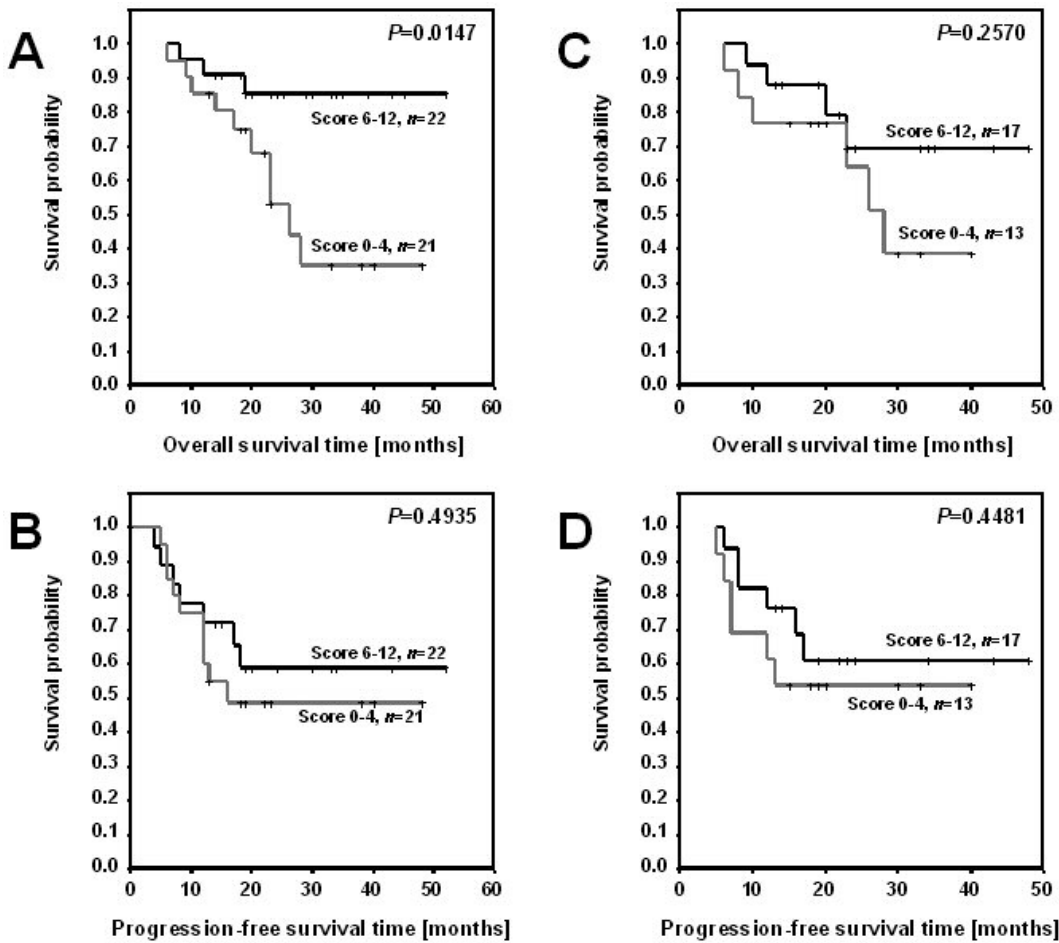 A
P=0.0147
Survival probability
1.0
0.9
0.8
0.7
0.6
0.5
0.4
0.3
0.2
0.1
0.0
Score 6-12, n=22
Score 0-4, n=21
0 10 20 30 40 50 60
Overall survival time [months]
C
P=0.2570
Survival probability
1.0
0.9
0.8
0.7
0.6
0.5
0.4
0.3
0.2
0.1
0.0
Score 6-12, n=17
Score 0-4, n=13
0 10 20 30 40 50
Overall survival time [months]
B
P=0.4935
Survival probability
1.0
0.9
0.8
0.7
0.6
0.5
0.4
0.3
0.2
0.1
0.0
Score 6-12, n=22
Score 0-4, n=21
0 10 20 30 40 50 60
Progression-free survival time [months]
D
P=0.4481
Survival probability
1.0
0.9
0.8
0.7
0.6
0.5
0.4
0.3
0.2
0.1
0.0
Score 6-12, n=17
Score 0-4, n=13
0 10 20 30 40 50
Progression-free survival time [months]